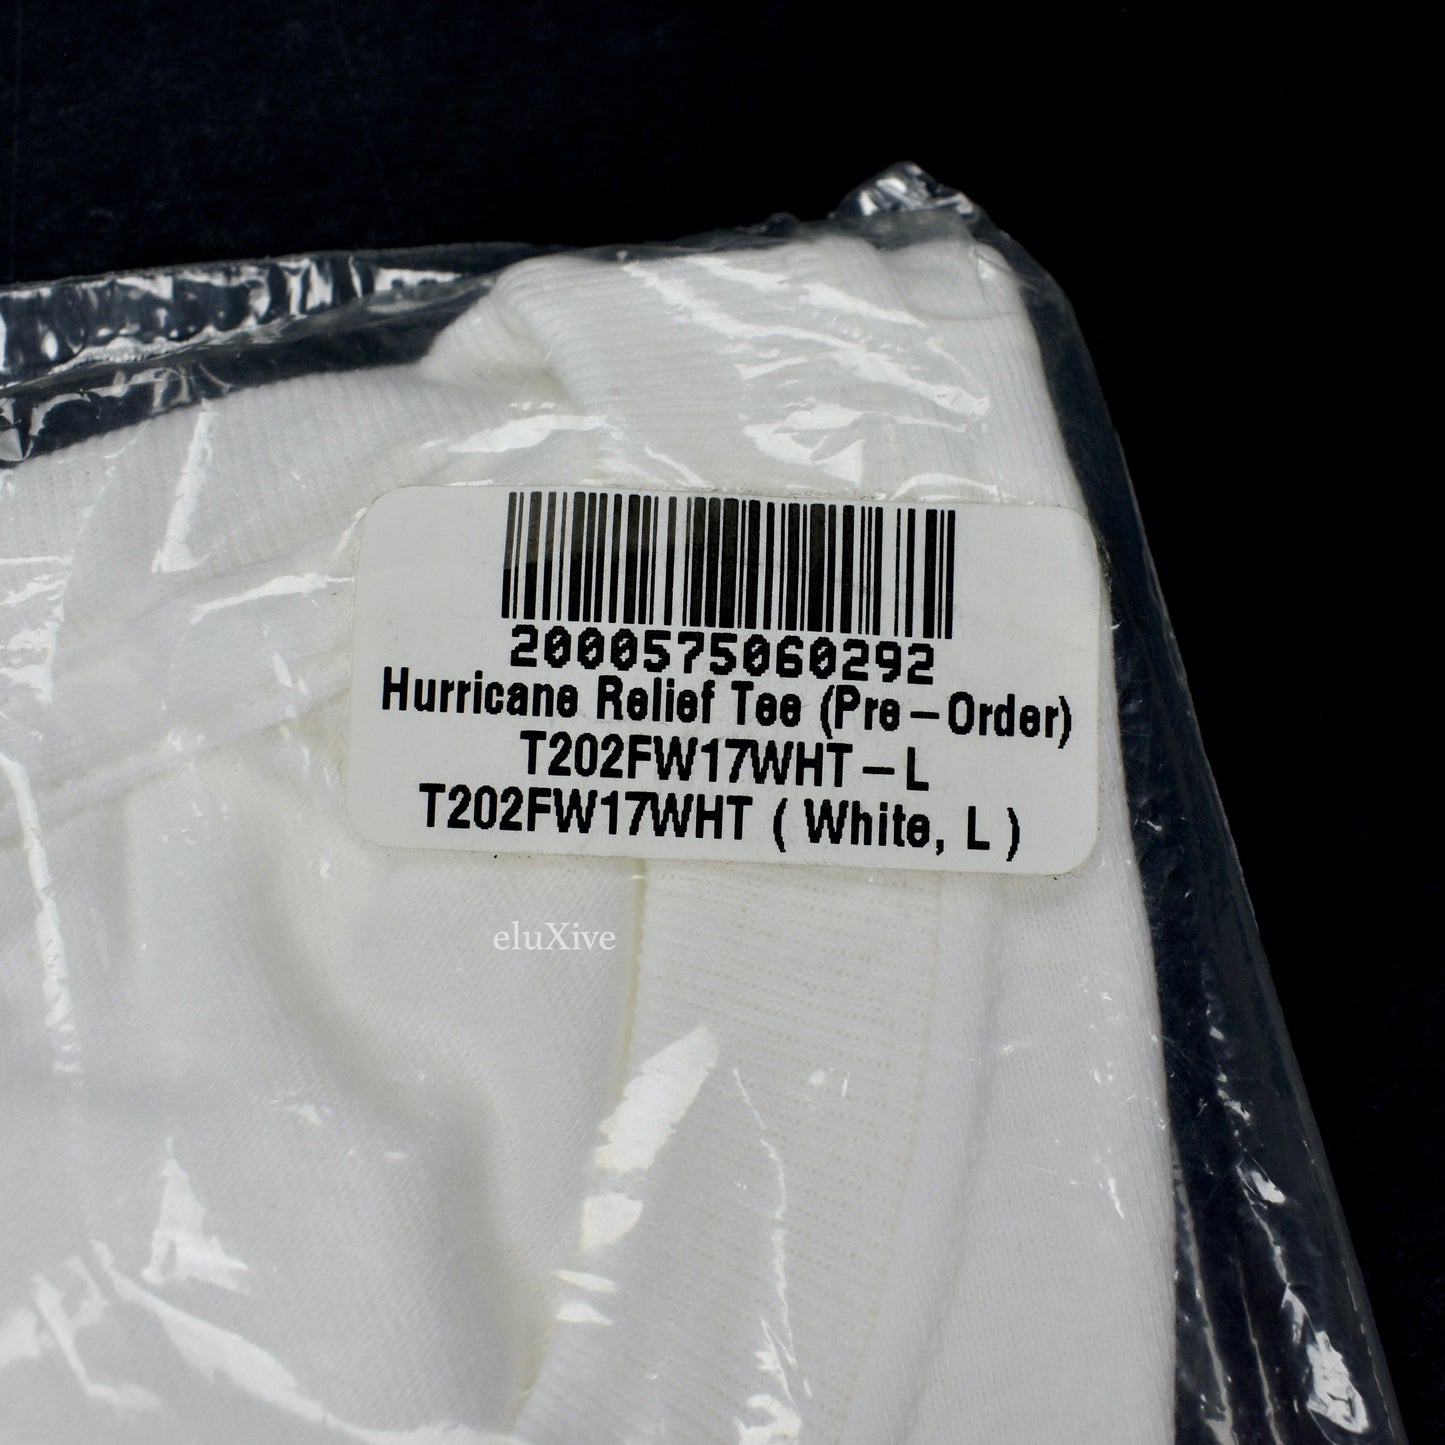 2000575060292
Hurricane Relief Tee (Pre-Order)
T202FW17WHT-L
T202FW17WHT ( White, L )
eluXive